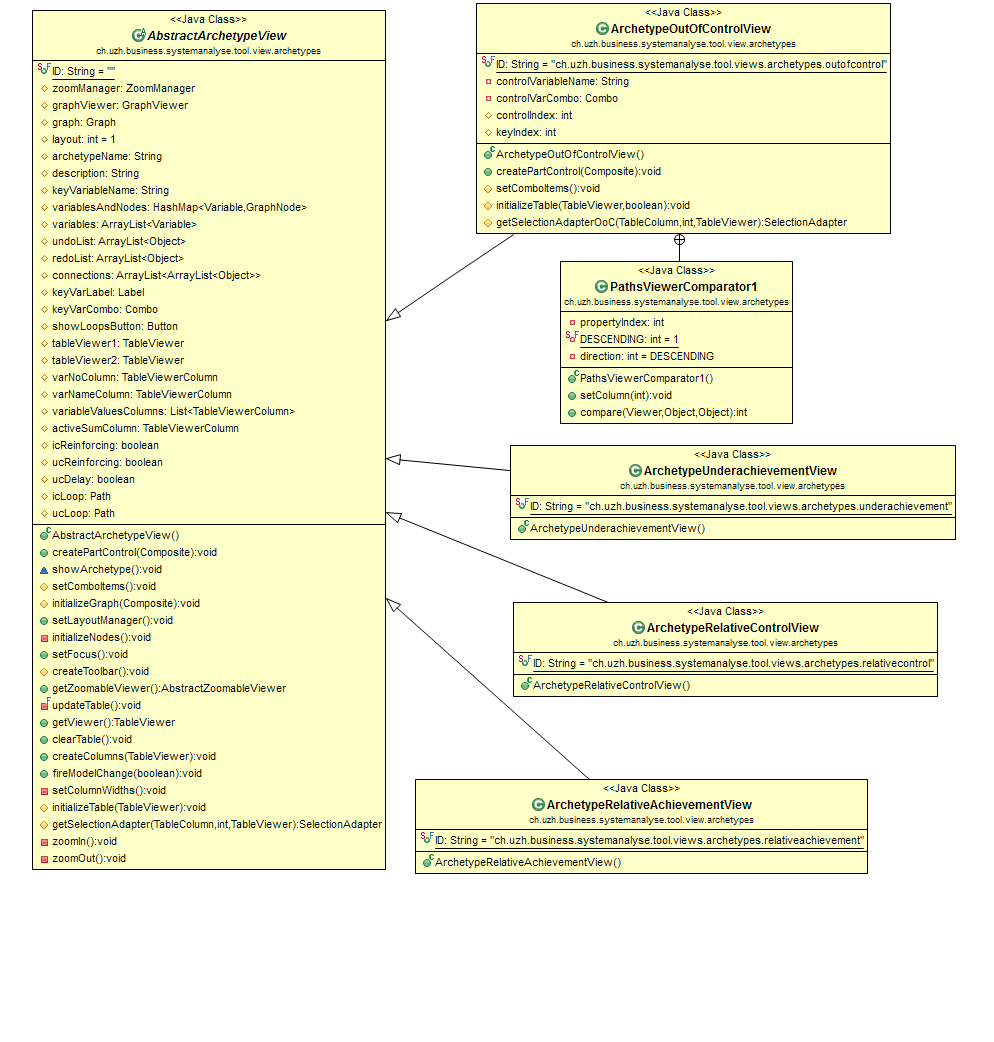 <<Java Class>>
AbstractArchetypeView
ch.uzh.business.systemanalyse.tool.view.archetypes
ID: String = ""
zoomManager: ZoomManager
graphViewer: GraphViewer
graph: Graph
layout: int = 1
archetypeName: String
description: String
keyVariableName: String
variablesAndNodes: HashMap<Variable,GraphNode>
variables: ArrayList<Variable>
undoList: ArrayList<Object>
redoList: ArrayList<Object>
connections: ArrayList<ArrayList<Object>>
keyVarLabel: Label
keyVarCombo: Combo
showLoopsButton: Button
tableViewer1: TableViewer
tableViewer2: TableViewer
varNoColumn: TableViewerColumn
varNameColumn: TableViewerColumn
variableValuesColumns: List<TableViewerColumn>
activeSumColumn: TableViewerColumn
icReinforcing: boolean
ucReinforcing: boolean
ucDelay: boolean
icLoop: Path
ucLoop: Path
AbstractArchetypeView()
createPartControl(Composite):void
showArchetype():void
setComboItems():void
initializeGraph(Composite):void
setLayoutManager():void
initializeNodes():void
setFocus():void
createToolbar():void
getZoomableViewer():AbstractZoomableViewer
updateTable():void
getViewer():TableViewer
clearTable():void
createColumns(TableViewer):void
fireModelChange(boolean):void
setColumnWidths():void
initializeTable(TableViewer):void
getSelectionAdapter(TableColumn,int,TableViewer):SelectionAdapter
zoomIn():void
zoomOut():void
<<Java Class>>
ArchetypeOutOfControlView
ch.uzh.business.systemanalyse.tool.view.archetypes
ID: String = "ch.uzh.business.systemanalyse.tool.views.archetypes.outofcontrol"
controlVariableName: String
controlVarCombo: Combo
controlIndex: int
keyIndex: int
ArchetypeOutOfControlView()
createPartControl(Composite):void
setComboItems():void
initializeTable(TableViewer,boolean):void
getSelectionAdapterOoC(TableColumn,int,TableViewer):SelectionAdapter
<<Java Class>>
PathsViewerComparator1
ch.uzh.business.systemanalyse.tool.view.archetypes
propertyIndex: int
DESCENDING: int = 1
direction: int = DESCENDING
PathsViewerComparator1()
setColumn(int):void
compare(Viewer,Object,Object):int
<<Java Class>>
ArchetypeUnderachievementView
ch.uzh.business.systemanalyse.tool.view.archetypes
ID: String = "ch.uzh.business.systemanalyse.tool.views.archetypes.underachievement"
ArchetypeUnderachievementView()
<<Java Class>>
ArchetypeRelativeControlView
ch.uzh.business.systemanalyse.tool.view.archetypes
ID: String = "ch.uzh.business.systemanalyse.tool.views.archetypes.relativecontrol"
ArchetypeRelativeControlView()
<<Java Class>>
ArchetypeRelativeAchievementView
ch.uzh.business.systemanalyse.tool.view.archetypes
ID: String = "ch.uzh.business.systemanalyse.tool.views.archetypes.relativeachievement"
ArchetypeRelativeAchievementView()